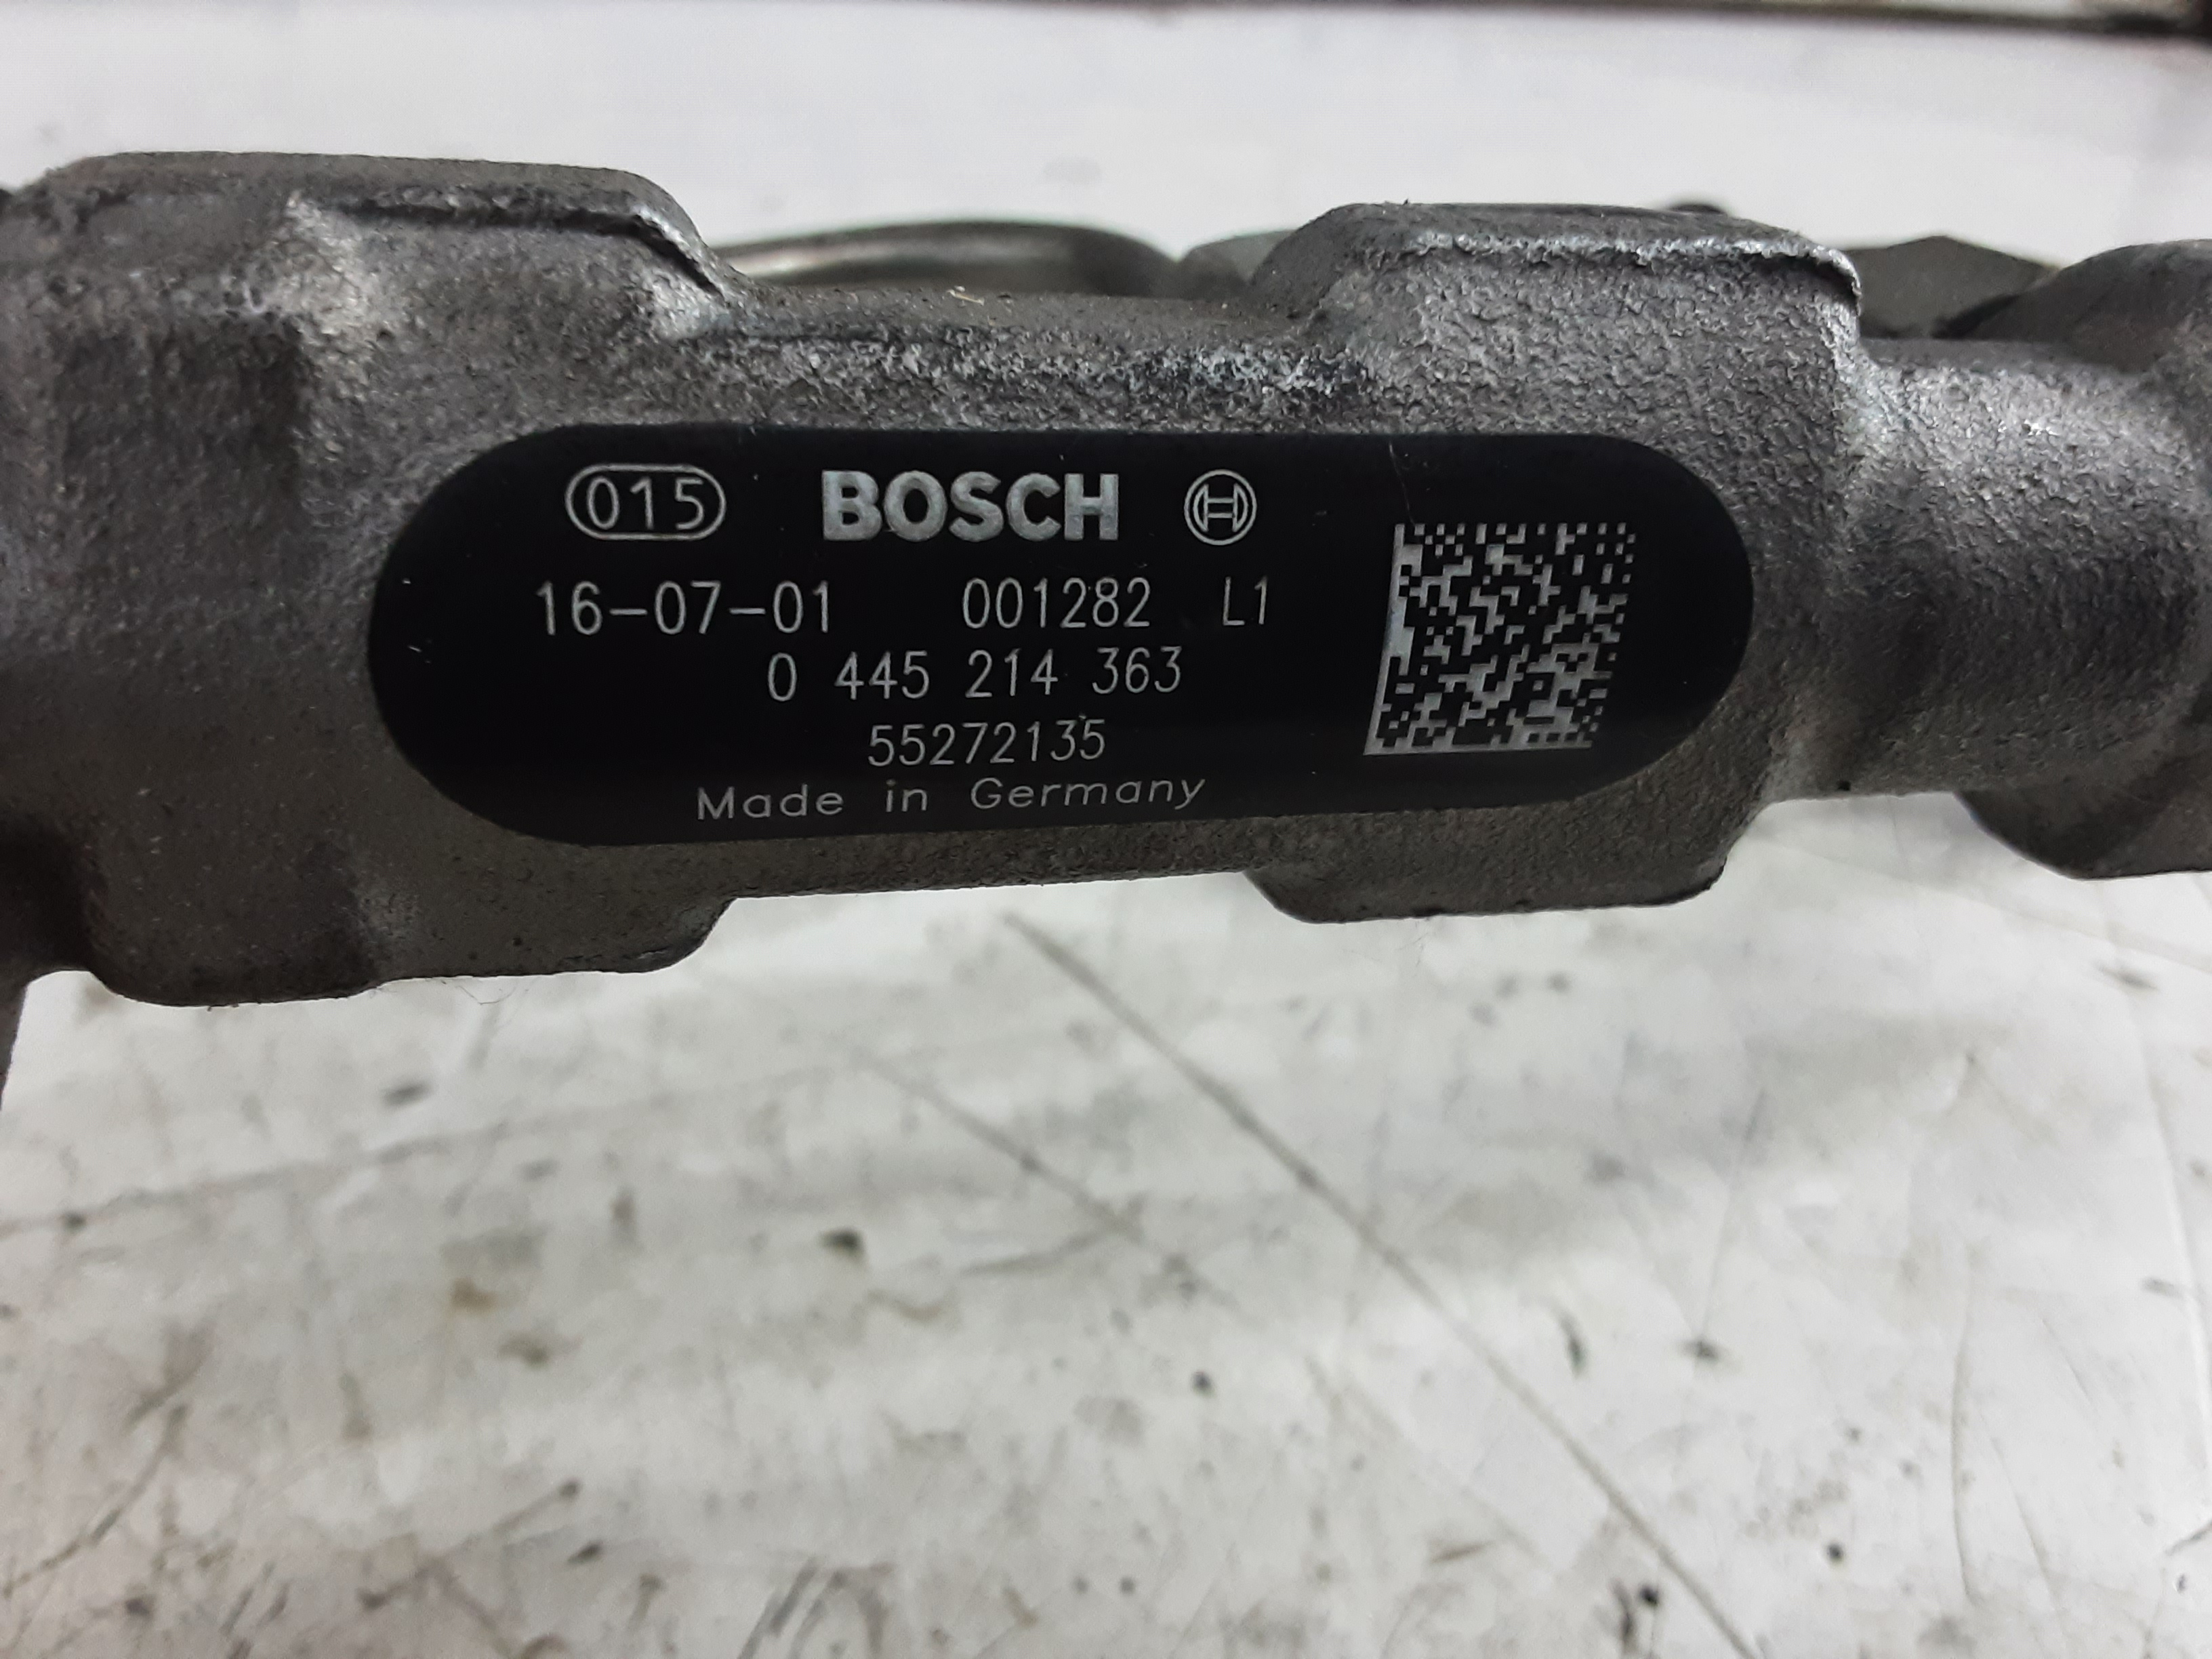 015 BOSCH
16-07-01 001282 L1
0 445 214 363
55272135
Made in Germany